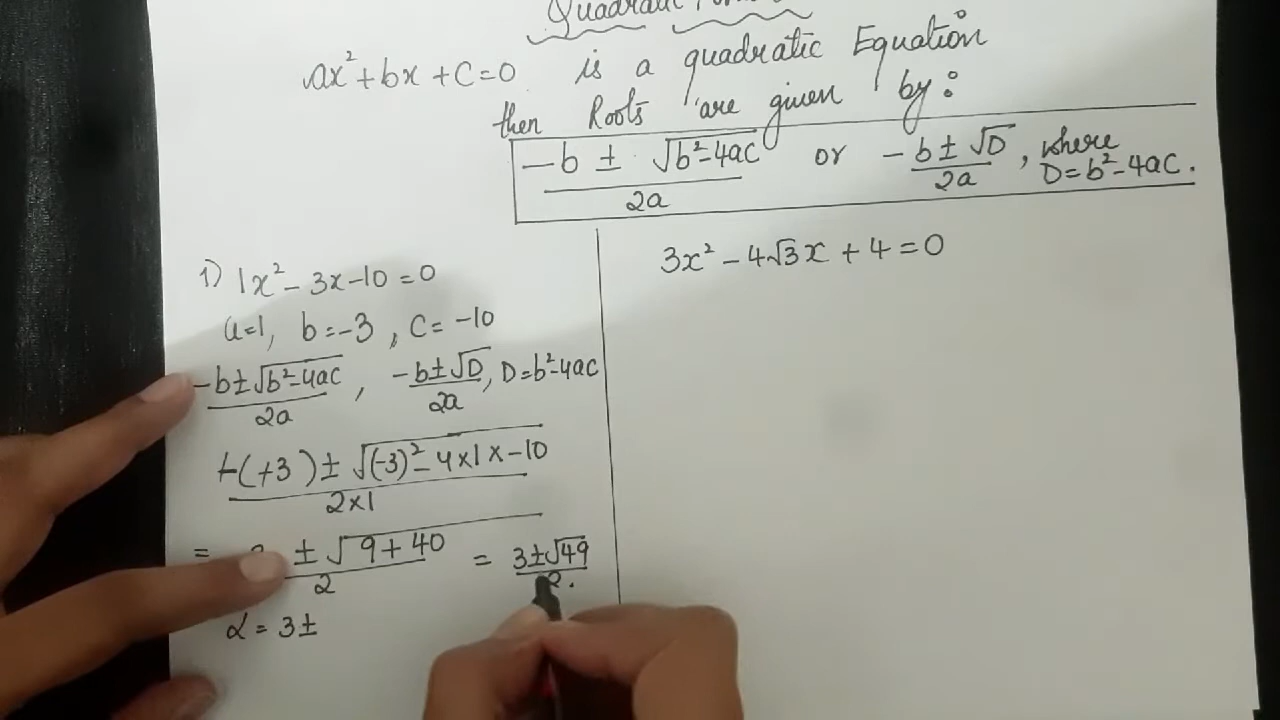 Quadratic
ax²+bx+c=0 is a quadratic Equation
then Roots are given by:
-b ± √b²-4ac / 2a or -b±√D / 2a, where D=b²-4ac.
1) 1x²-3x-10=0
a=1, b=-3, c=-10
-b±√b²-4ac / 2a, -b±√D / 2a, D=b²-4ac
+(+3)±√(-3)²-4×1×-10 / 2×1
= ±√9+40 / 2 = 3±√49 / 2.
α=3±
3x²-4√3x+4=0